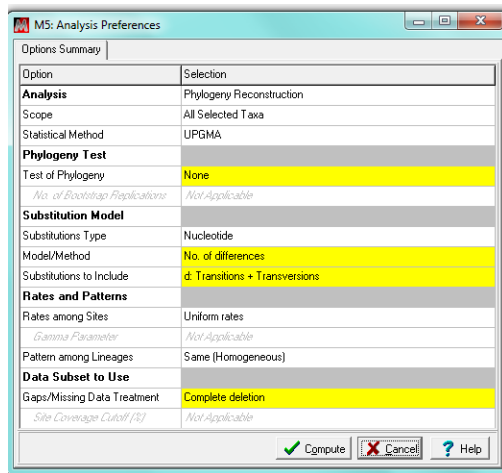 M5: Analysis Preferences
Options Summary
Option Selection
Analysis Phylogeny Reconstruction
Scope All Selected Taxa
Statistical Method UPGMA
Phylogeny Test
Test of Phylogeny None
No. of Bootstrap Replications Not Applicable
Substitution Model
Substitutions Type Nucleotide
Model/Method No. of differences
Substitutions to Include d: Transitions + Transversions
Rates and Patterns
Rates among Sites Uniform rates
Gamma Parameter Not Applicable
Pattern among Lineages Same (Homogeneous)
Data Subset to Use
Gaps/Missing Data Treatment Complete deletion
Site Coverage Cutoff (%) Not Applicable
Compute Cancel ? Help